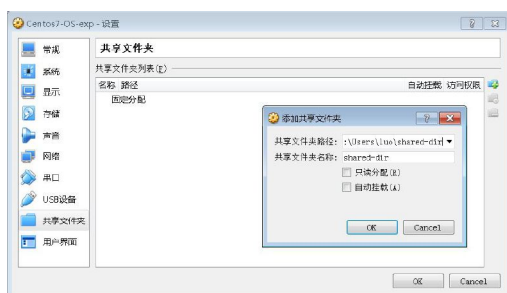 Centos7-OS-exp - 设置
常规
系统
显示
存储
声音
网络
串口
USB设备
共享文件夹
用户界面
共享文件夹
共享文件夹列表(F)
名称 路径 自动挂载 访问权限
固定分配
添加共享文件夹
共享文件夹路径: :\Users\luo\shared-dir
共享文件夹名称: shared-dir
只读分配(R)
自动挂载(A)
OK Cancel
OK Cancel